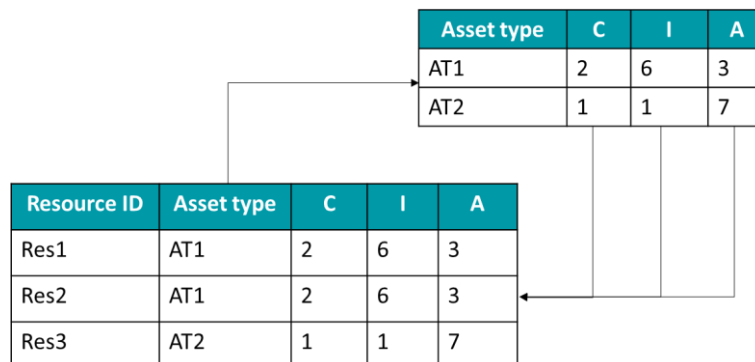 Asset type C I A
AT1 2 6 3
AT2 1 1 7
Resource ID Asset type C I A
Res1 AT1 2 6 3
Res2 AT1 2 6 3
Res3 AT2 1 1 7